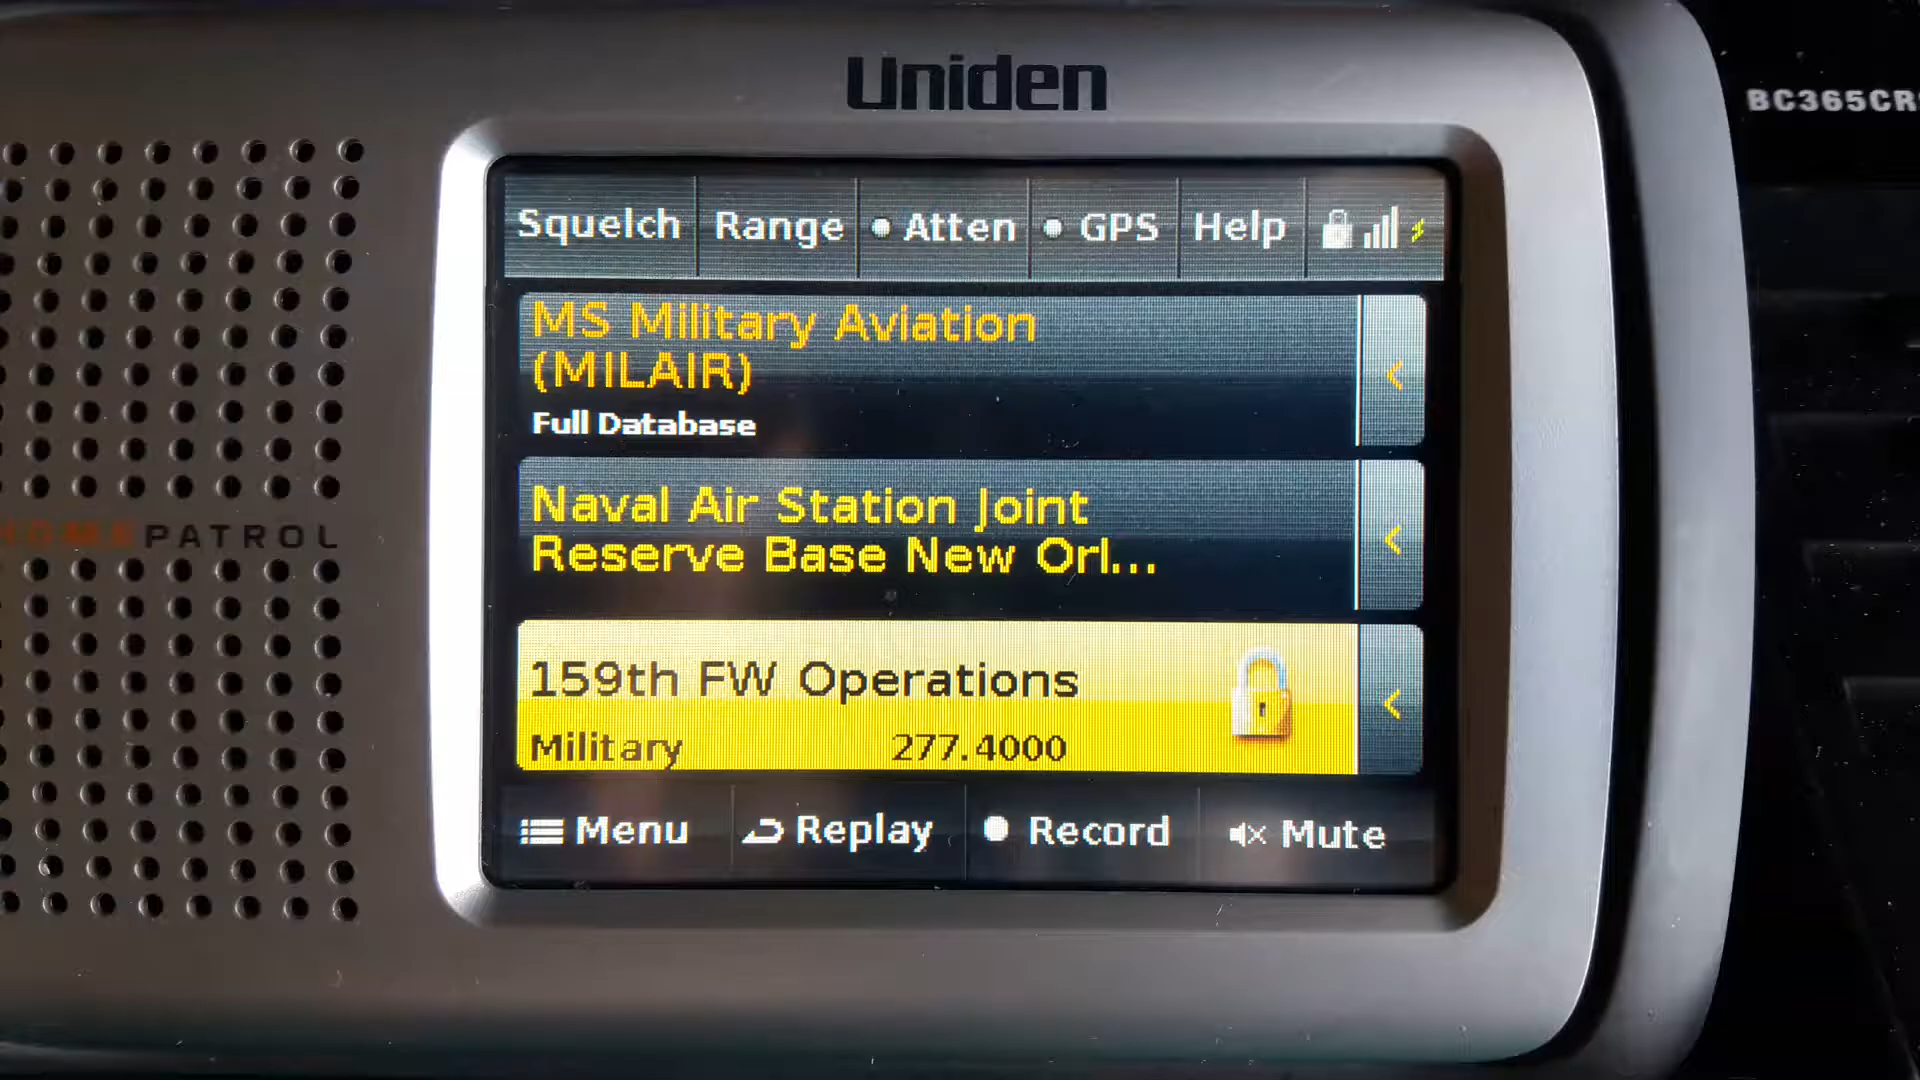 Uniden
BC365CR
Squelch Range Atten GPS Help
MS Military Aviation
(MILAIR)
Full Database
Naval Air Station Joint
Reserve Base New Orl...
HOMEPATROL
159th FW Operations
Military 277.4000
Menu Replay Record Mute